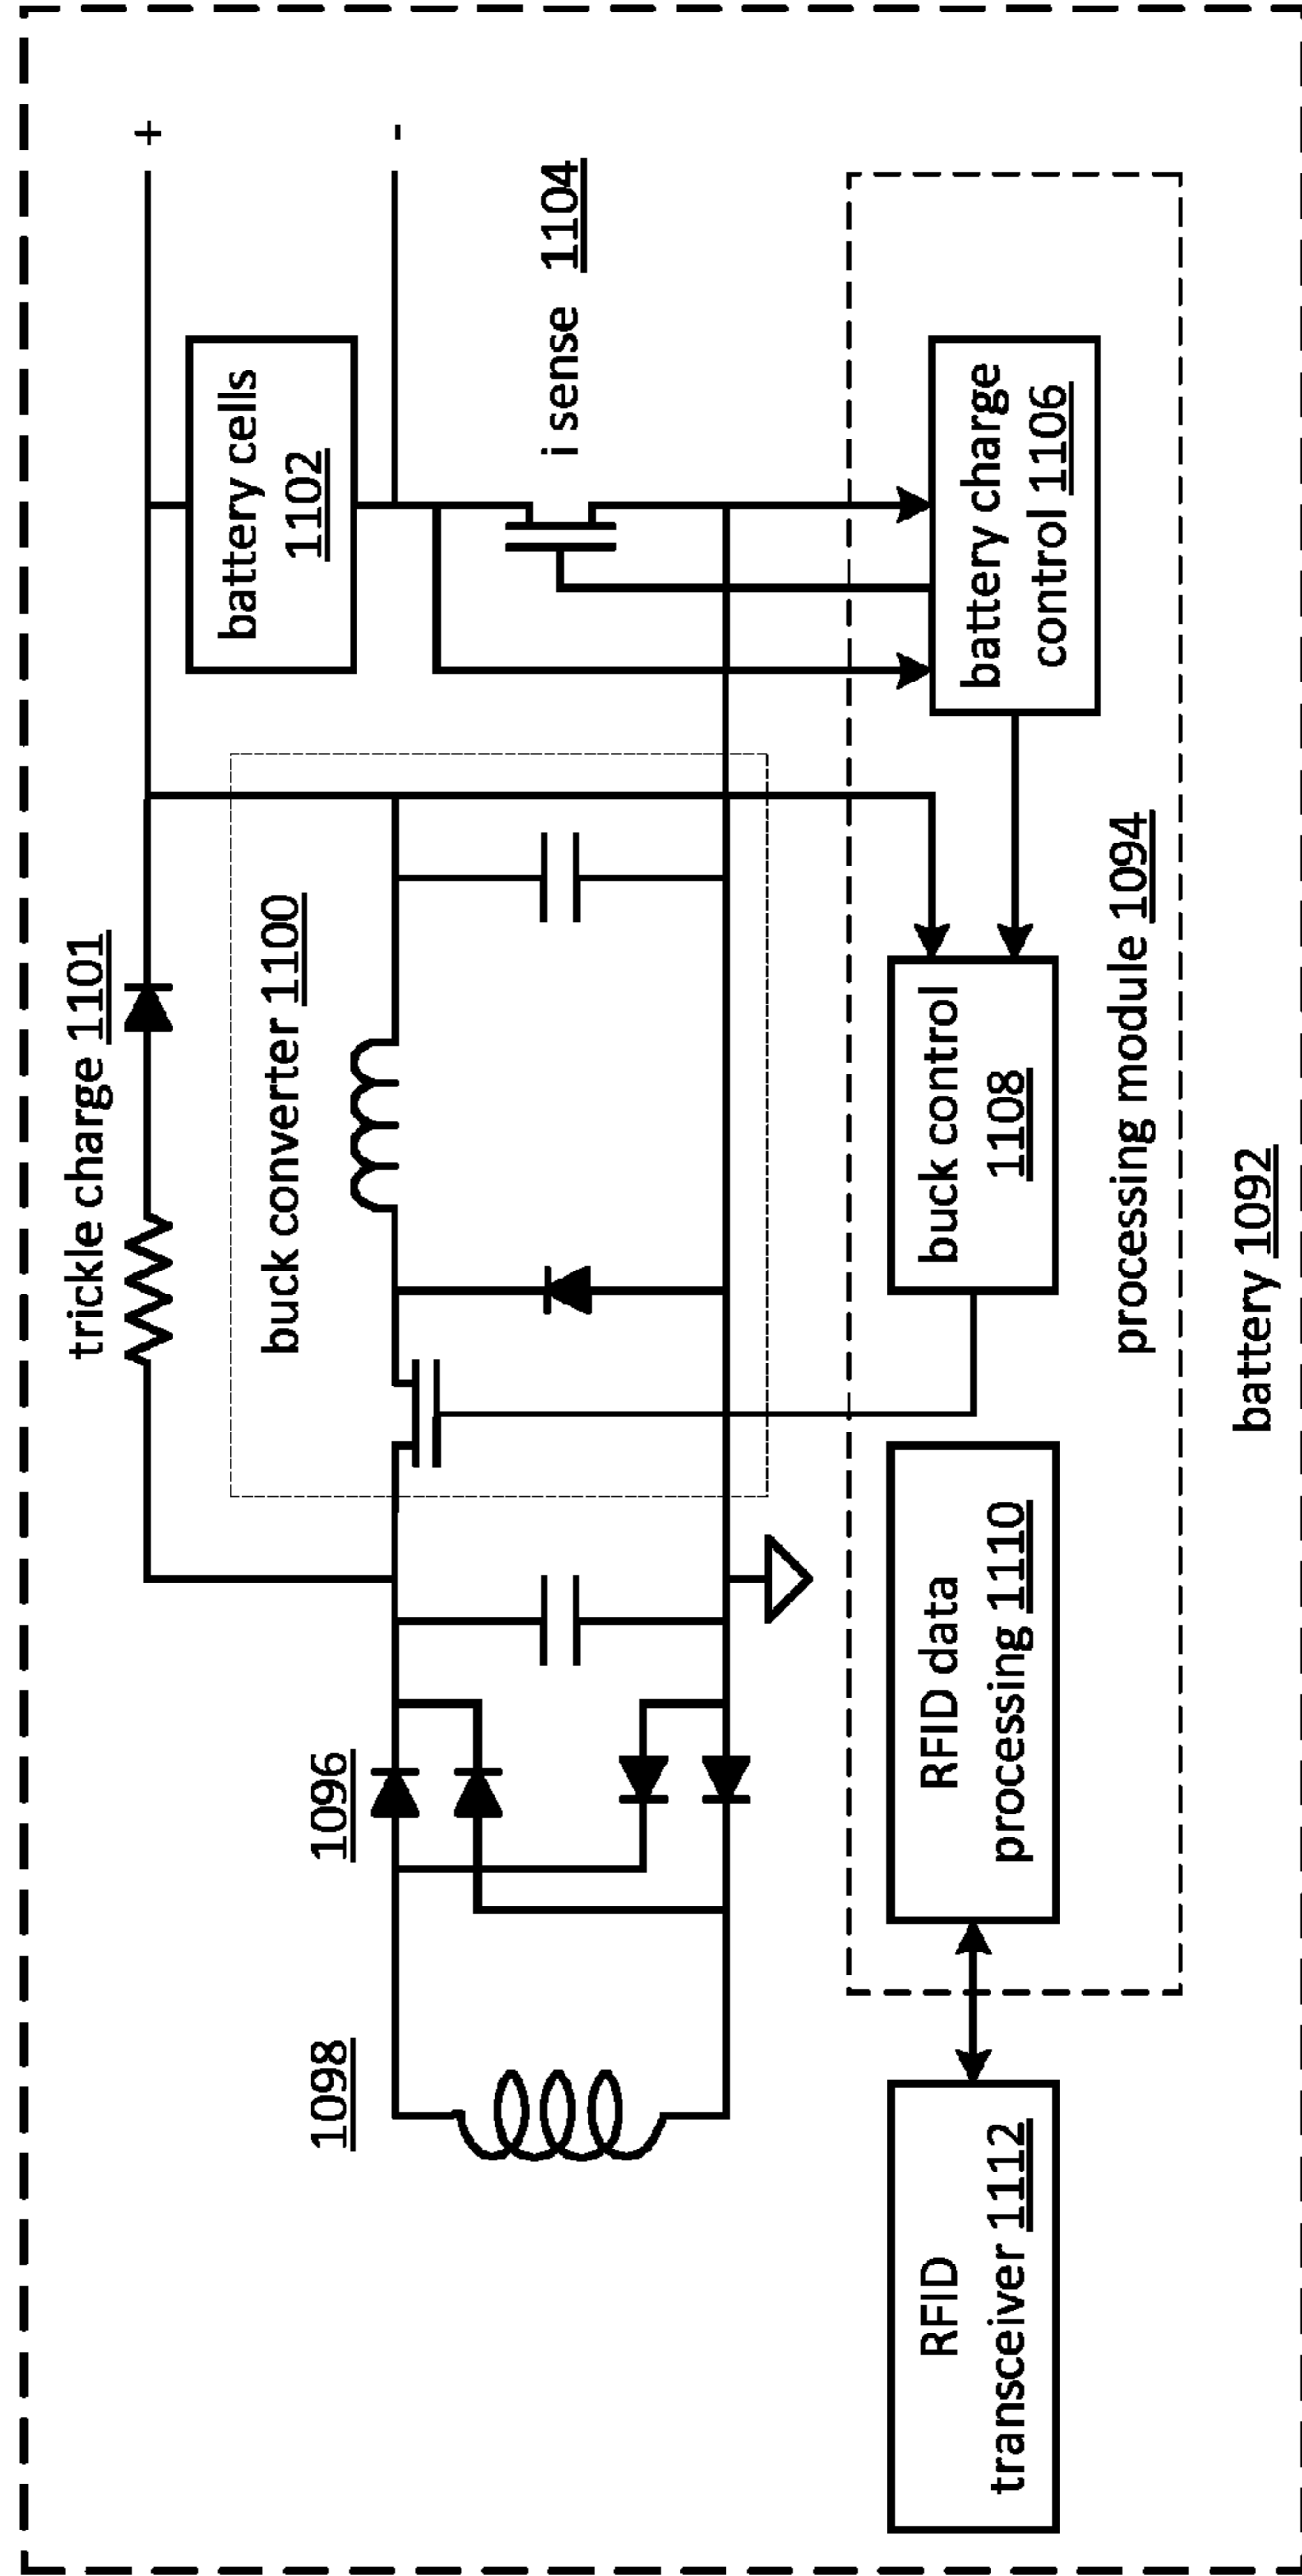 trickle charge 1101
+
buck converter 1100
battery cells
1102
-
1096
1098
i sense 1104
RFID
transceiver 1112
RFID data
processing 1110
buck control
1108
battery charge
control 1106
processing module 1094
battery 1092